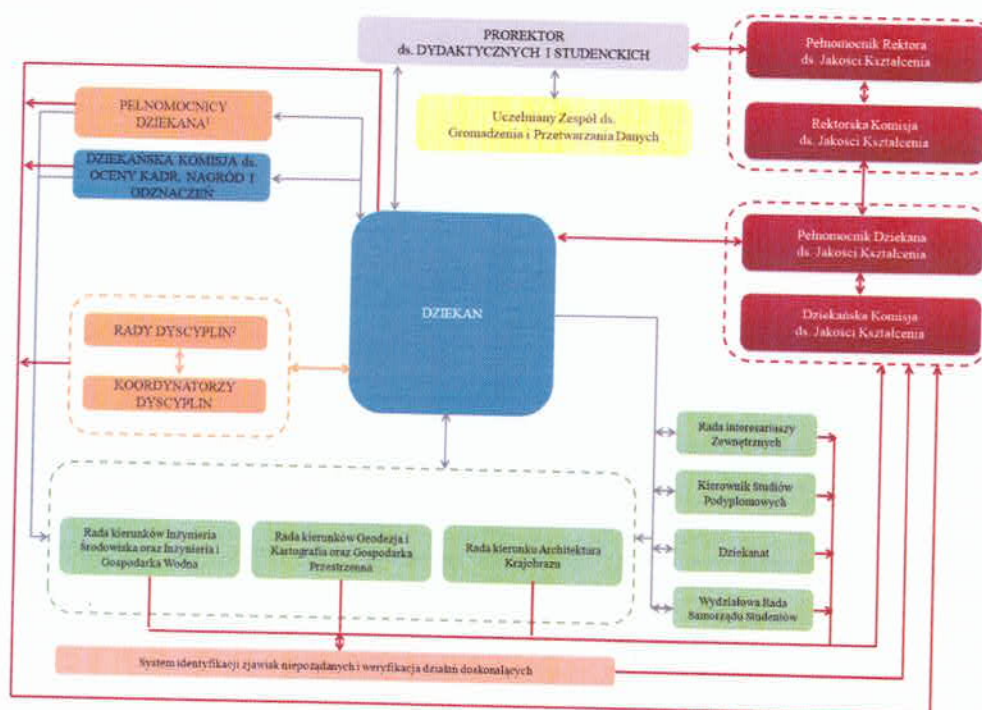 PROREKTOR
ds. DYDAKTYCZNYCH I STUDENCKICH
Pełnomocnik Rektora
ds. Jakości Kształcenia
PEŁNOMOCNICY
DZIEKANA¹
Uczelniany Zespół ds.
Gromadzenia i Przetwarzania Danych
Rektorska Komisja
ds. Jakości Kształcenia
DZIEKAŃSKA KOMISJA ds.
OCENY KADR, NAGRÓD I
ODZNACZEŃ
Pełnomocnik Dziekana
ds. Jakości Kształcenia
DZIEKAN
Dziekańska Komisja
ds. Jakości Kształcenia
RADY DYSCYPLIN²
KOORDYNATORZY
DYSCYPLIN
Rada interesariuszy
Zewnętrznych
Kierownik Studiów
Podyplomowych
Rada kierunków Inżynieria
Środowiska oraz Inżynieria i
Gospodarka Wodna
Rada kierunków Geodezja i
Kartografia oraz Gospodarka
Przestrzenna
Rada kierunku Architektura
Krajobrazu
Dziekanat
Wydziałowa Rada
Samorządu Studentów
System identyfikacji zjawisk niepożądanych i weryfikacja działań doskonalących